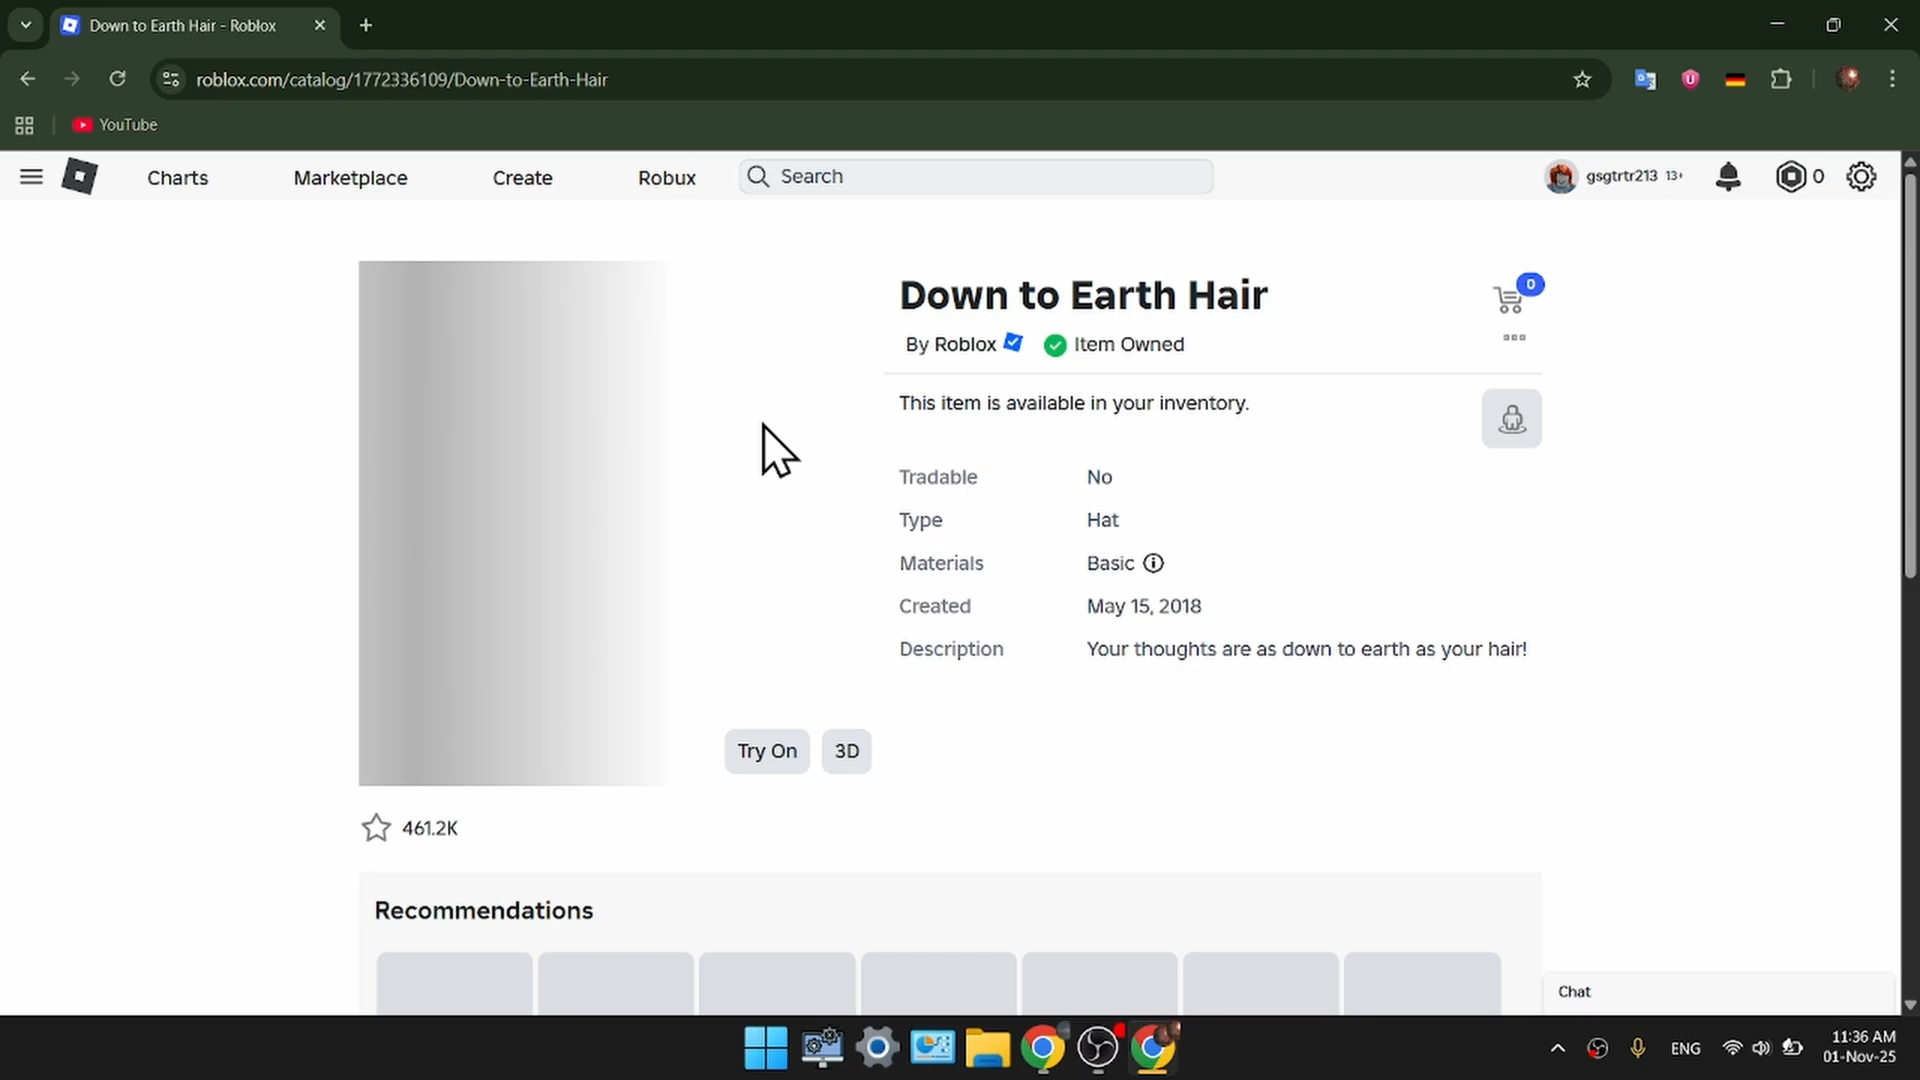 Down to Earth Hair - Roblox
roblox.com/catalog/1772336109/Down-to-Earth-Hair
YouTube
Charts
Marketplace
Create
Robux
Search
gsgtrtr213 13+
0
Down to Earth Hair
0
By Roblox
Item Owned
This item is available in your inventory.
Tradable No
Type Hat
Materials Basic
Created May 15, 2018
Description Your thoughts are as down to earth as your hair!
Try On
3D
461.2K
Recommendations
Chat
ENG
11:36 AM
01-Nov-25